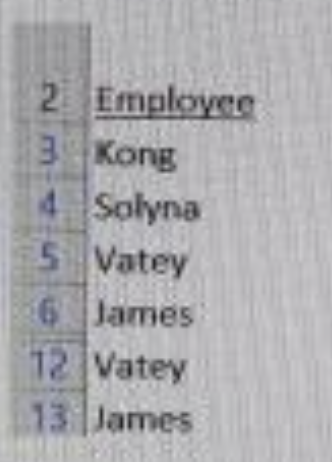 2 Employee
3 Kong
4 Solyna
5 Vatey
6 James
12 Vatey
13 James